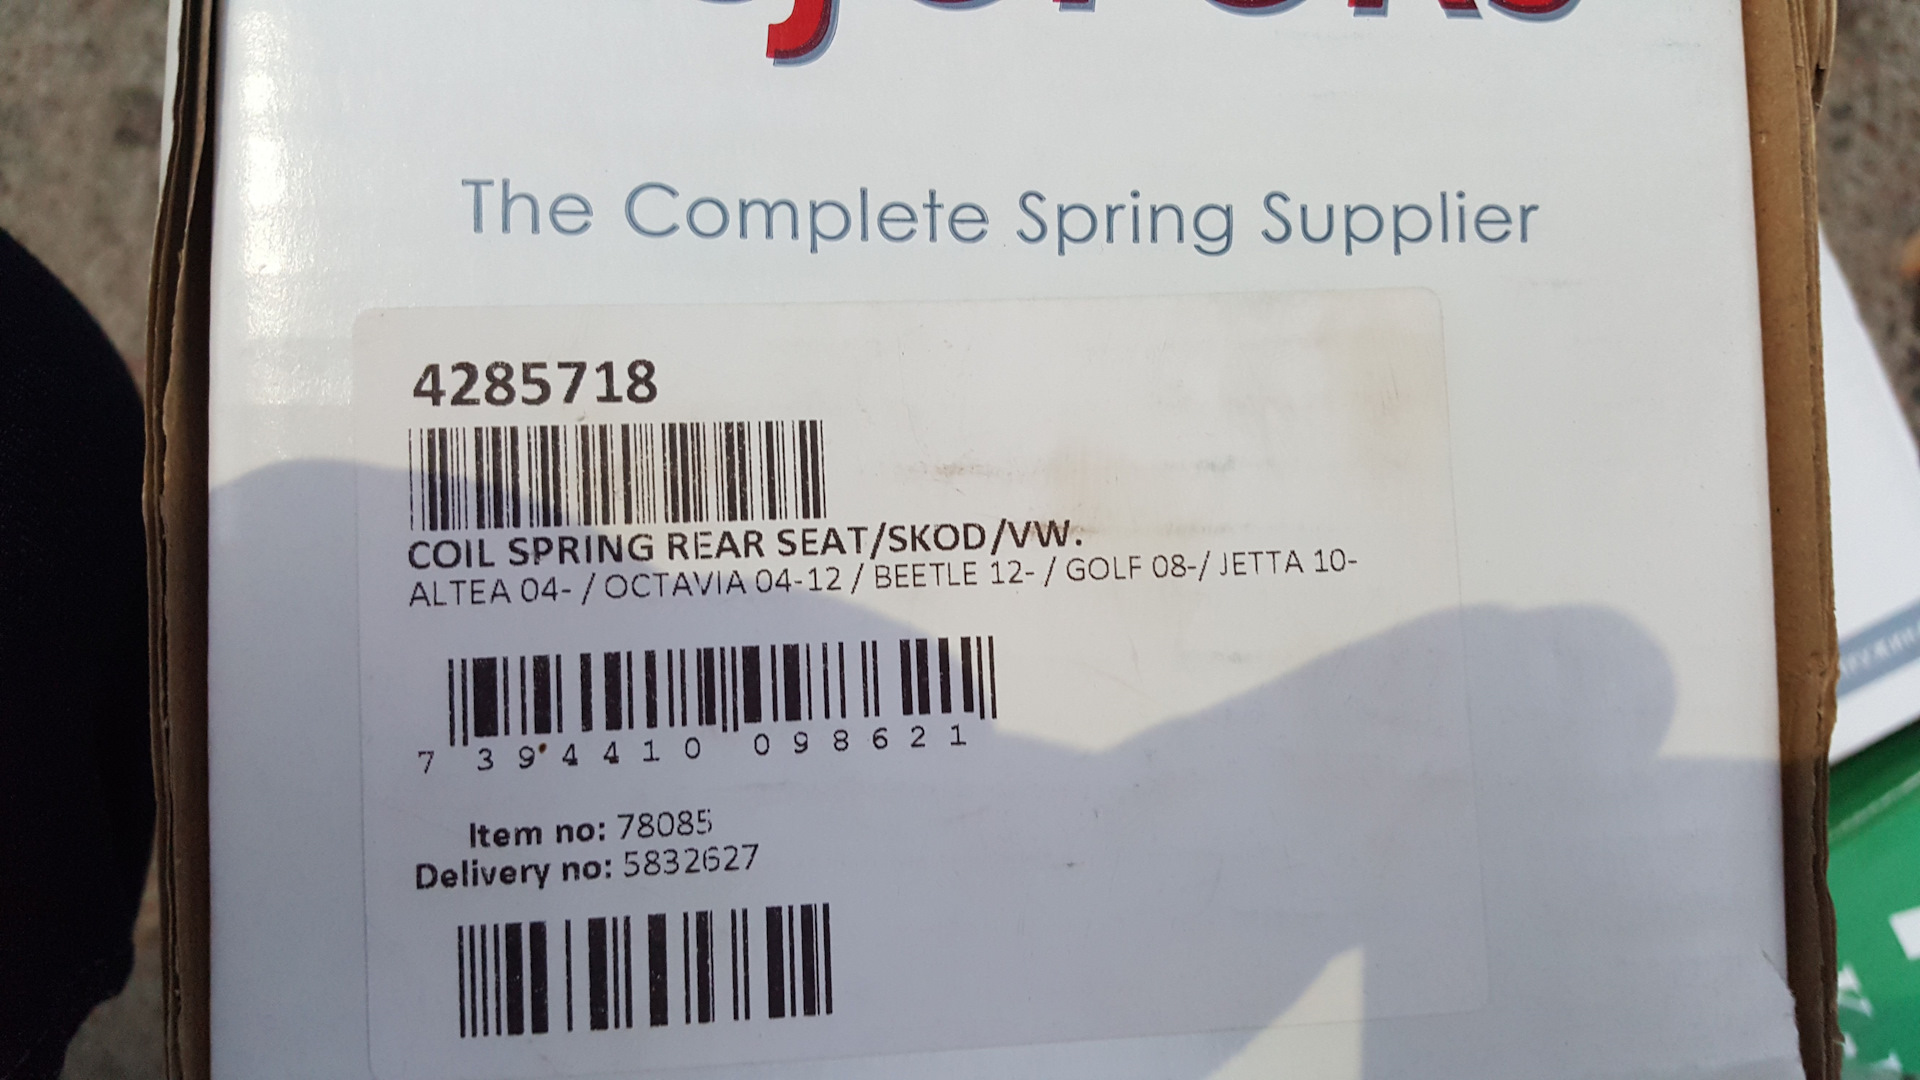 The Complete Spring Supplier
4285718
COIL SPRING REAR SEAT/SKOD/VW:
ALTEA 04- / OCTAVIA 04-12 / BEETLE 12- / GOLF 08-/ JETTA 10-
7 394410 098621
Item no: 78085
Delivery no: 5832627